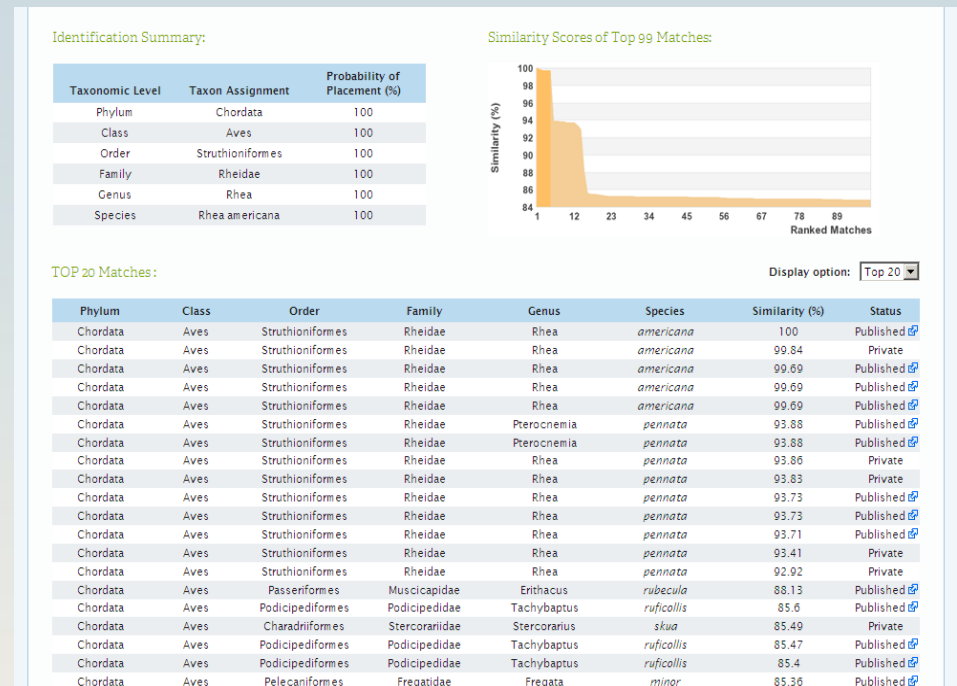 Identification Summary:
Taxonomic Level Taxon Assignment Probability of Placement (%)
Phylum Chordata 100
Class Aves 100
Order Struthioniformes 100
Family Rheidae 100
Genus Rhea 100
Species Rhea americana 100
Similarity Scores of Top 99 Matches:
Similarity (%)
100
98
96
94
92
90
88
86
84
1 12 23 34 45 56 67 78 89
Ranked Matches
TOP 20 Matches :
Display option: Top 20
Phylum Class Order Family Genus Species Similarity (%) Status
Chordata Aves Struthioniformes Rheidae Rhea americana 100 Published
Chordata Aves Struthioniformes Rheidae Rhea americana 99.84 Private
Chordata Aves Struthioniformes Rheidae Rhea americana 99.69 Published
Chordata Aves Struthioniformes Rheidae Rhea americana 99.69 Published
Chordata Aves Struthioniformes Rheidae Rhea americana 99.69 Published
Chordata Aves Struthioniformes Rheidae Pterocnemia pennata 93.88 Published
Chordata Aves Struthioniformes Rheidae Pterocnemia pennata 93.88 Published
Chordata Aves Struthioniformes Rheidae Rhea pennata 93.86 Private
Chordata Aves Struthioniformes Rheidae Rhea pennata 93.83 Private
Chordata Aves Struthioniformes Rheidae Rhea pennata 93.73 Published
Chordata Aves Struthioniformes Rheidae Rhea pennata 93.73 Published
Chordata Aves Struthioniformes Rheidae Rhea pennata 93.71 Published
Chordata Aves Struthioniformes Rheidae Rhea pennata 93.41 Private
Chordata Aves Struthioniformes Rheidae Rhea pennata 92.92 Private
Chordata Aves Passeriformes Muscicapidae Erithacus rubecula 88.13 Published
Chordata Aves Podicipediformes Podicipedidae Tachybaptus ruficollis 85.6 Published
Chordata Aves Charadriiformes Stercorariidae Stercorarius skua 85.49 Private
Chordata Aves Podicipediformes Podicipedidae Tachybaptus ruficollis 85.47 Published
Chordata Aves Podicipediformes Podicipedidae Tachybaptus ruficollis 85.4 Published
Chordata Aves Pelecaniformes Fregatidae Fregata minor 85.36 Published